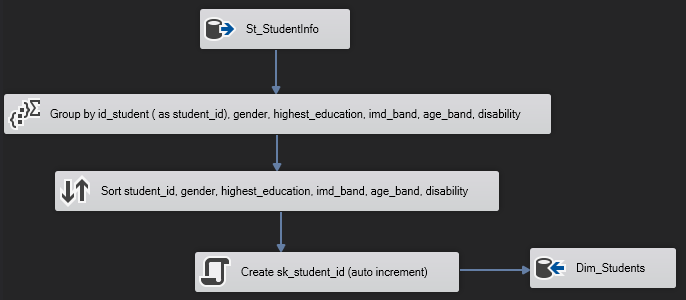 St_StudentInfo
Group by id_student ( as student_id), gender, highest_education, imd_band, age_band, disability
Sort student_id, gender, highest_education, imd_band, age_band, disability
Create sk_student_id (auto increment)
Dim_Students